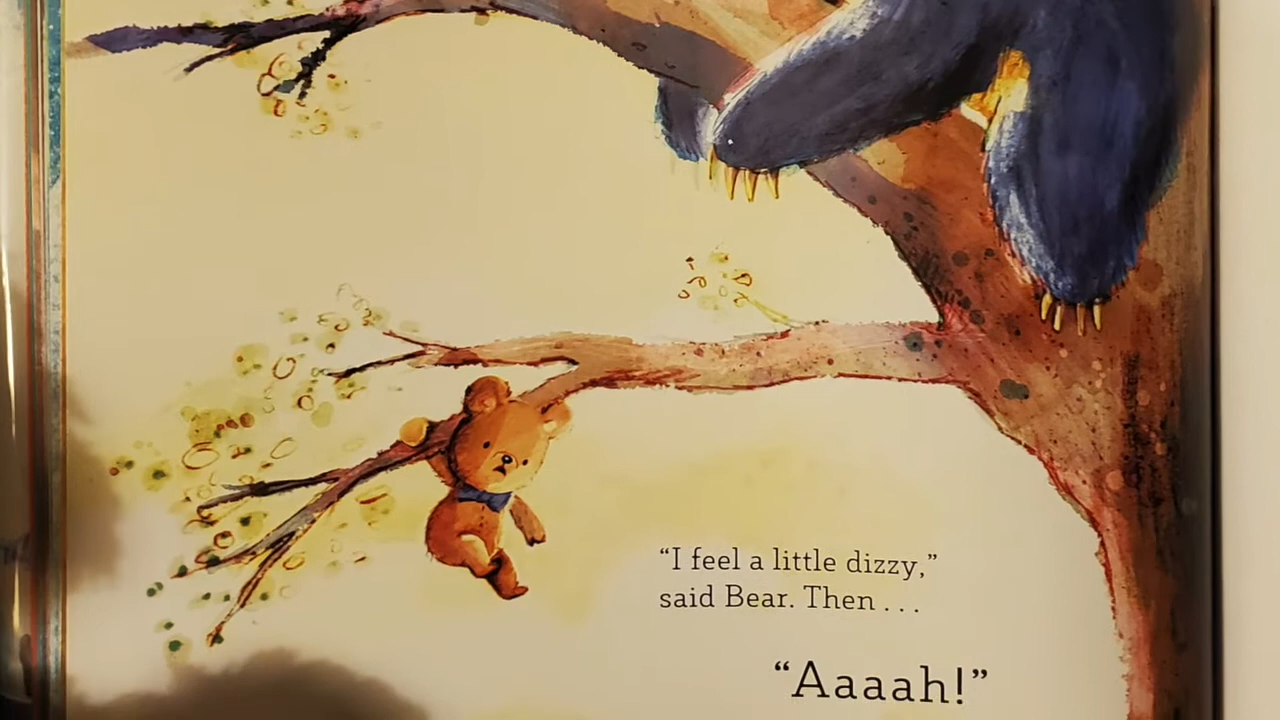 “I feel a little dizzy,”
said Bear. Then . . .
“Aaaah!”